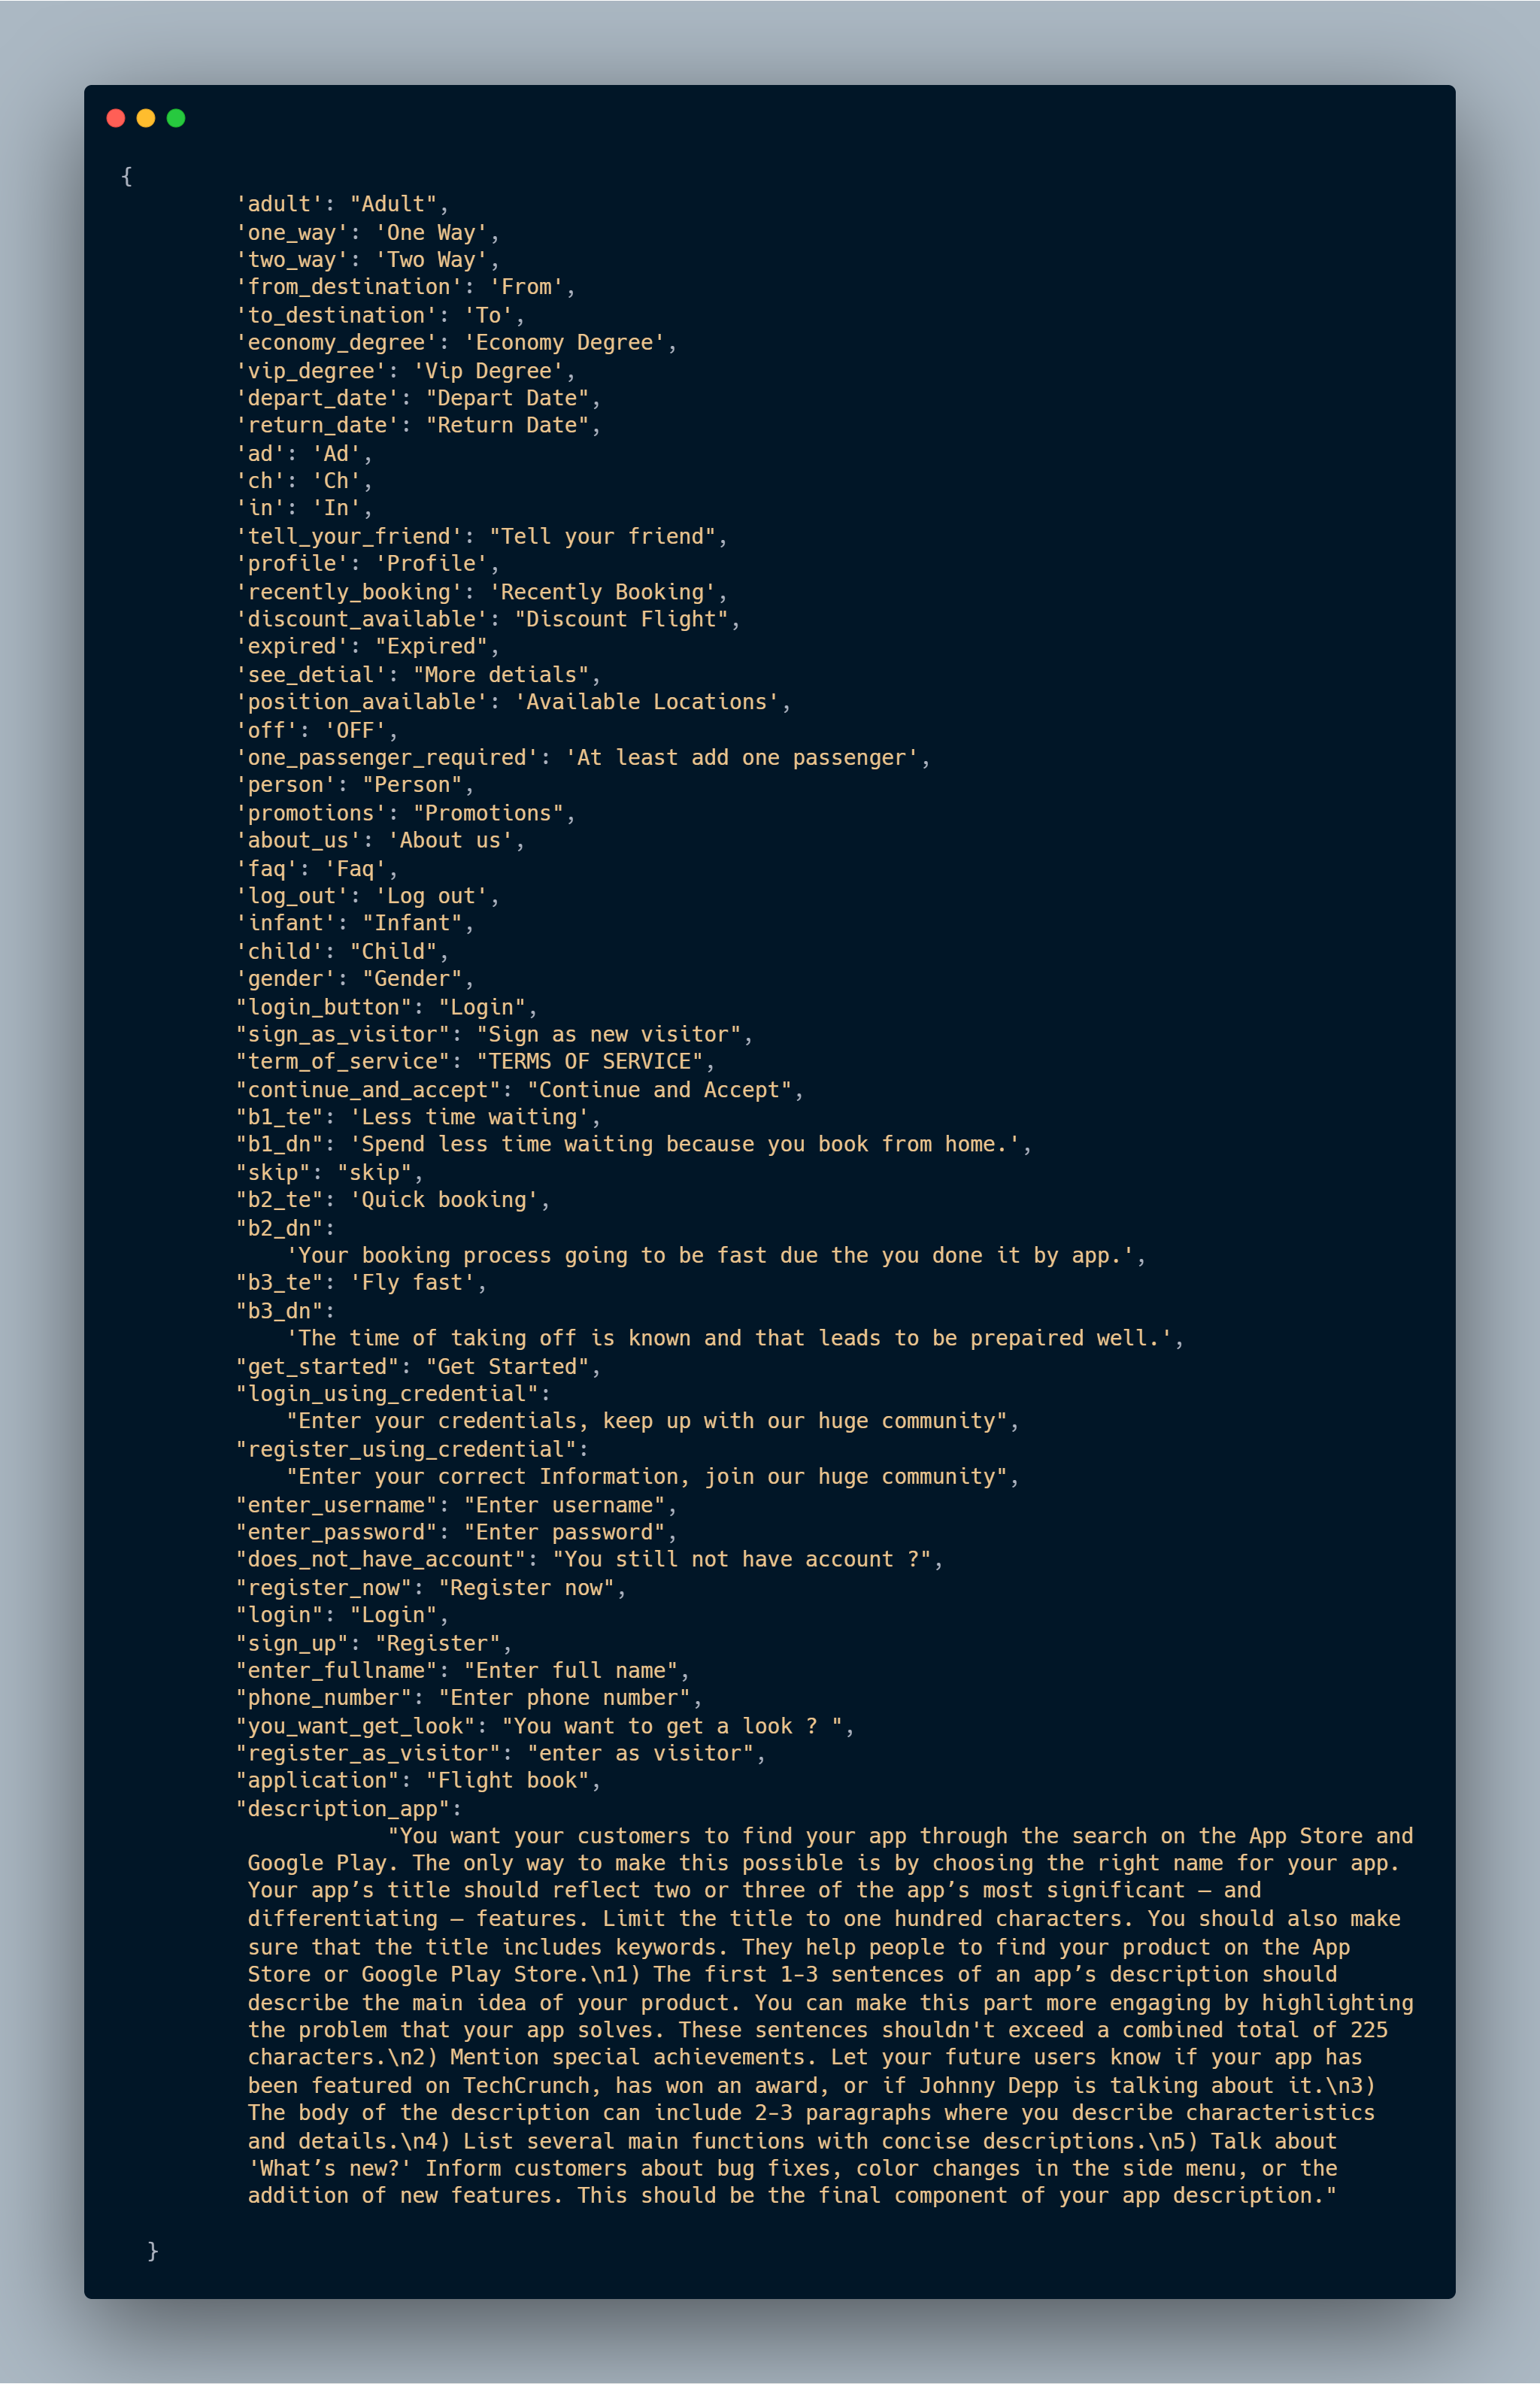 {
'adult': "Adult",
'one_way': 'One Way',
'two_way': 'Two Way',
'from_destination': 'From',
'to_destination': 'To',
'economy_degree': 'Economy Degree',
'vip_degree': 'Vip Degree',
'depart_date': "Depart Date",
'return_date': "Return Date",
'ad': 'Ad',
'ch': 'Ch',
'in': 'In',
'tell_your_friend': "Tell your friend",
'profile': 'Profile',
'recently_booking': 'Recently Booking',
'discount_available': "Discount Flight",
'expired': "Expired",
'see_detial': "More detials",
'position_available': 'Available Locations',
'off': 'OFF',
'one_passenger_required': 'At least add one passenger',
'person': "Person",
'promotions': "Promotions",
'about_us': 'About us',
'faq': 'Faq',
'log_out': 'Log out',
'infant': "Infant",
'child': "Child",
'gender': "Gender",
"login_button": "Login",
"sign_as_visitor": "Sign as new visitor",
"term_of_service": "TERMS OF SERVICE",
"continue_and_accept": "Continue and Accept",
"b1_te": 'Less time waiting',
"b1_dn": 'Spend less time waiting because you book from home.',
"skip": "skip",
"b2_te": 'Quick booking',
"b2_dn":
'Your booking process going to be fast due the you done it by app.',
"b3_te": 'Fly fast',
"b3_dn":
'The time of taking off is known and that leads to be prepaired well.',
"get_started": "Get Started",
"login_using_credential":
"Enter your credentials, keep up with our huge community",
"register_using_credential":
"Enter your correct Information, join our huge community",
"enter_username": "Enter username",
"enter_password": "Enter password",
"does_not_have_account": "You still not have account ?",
"register_now": "Register now",
"login": "Login",
"sign_up": "Register",
"enter_fullname": "Enter full name",
"phone_number": "Enter phone number",
"you_want_get_look": "You want to get a look ? ",
"register_as_visitor": "enter as visitor",
"application": "Flight book",
"description_app":
"You want your customers to find your app through the search on the App Store and
Google Play. The only way to make this possible is by choosing the right name for your app.
Your app’s title should reflect two or three of the app’s most significant — and
differentiating — features. Limit the title to one hundred characters. You should also make
sure that the title includes keywords. They help people to find your product on the App
Store or Google Play Store.\n1) The first 1-3 sentences of an app’s description should
describe the main idea of your product. You can make this part more engaging by highlighting
the problem that your app solves. These sentences shouldn't exceed a combined total of 225
characters.\n2) Mention special achievements. Let your future users know if your app has
been featured on TechCrunch, has won an award, or if Johnny Depp is talking about it.\n3)
The body of the description can include 2-3 paragraphs where you describe characteristics
and details.\n4) List several main functions with concise descriptions.\n5) Talk about
'What’s new?' Inform customers about bug fixes, color changes in the side menu, or the
addition of new features. This should be the final component of your app description."
}